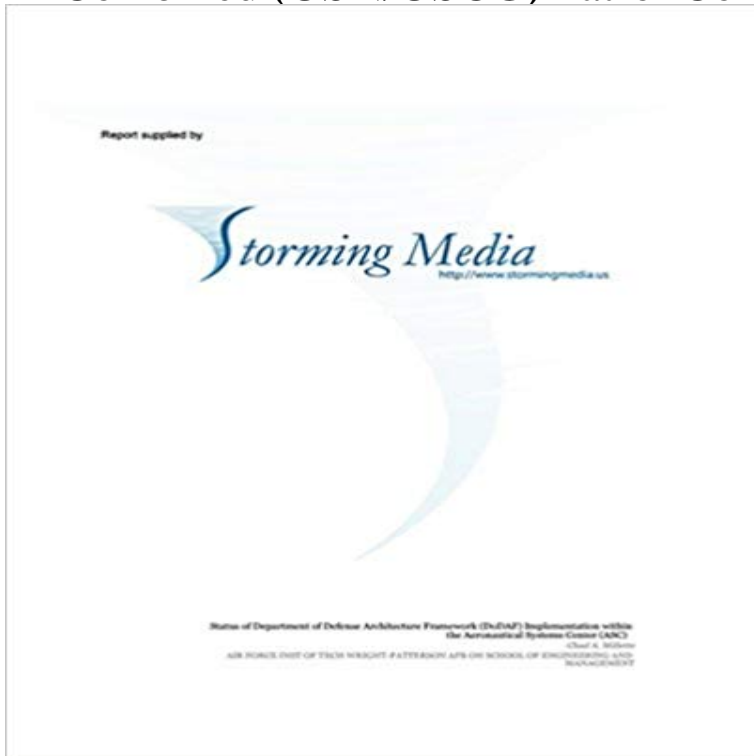 Report supplied by
Storming Media
http://www.stormingmedia.us
Status of Department of Defense Architecture Framework (DoDAF) Implementation within
the Aeronautical Systems Center (ASC)
Chad A. Millette
AIR FORCE INST OF TECH WRIGHT-PATTERSON AFB OH SCHOOL OF ENGINEERING AND
MANAGEMENT